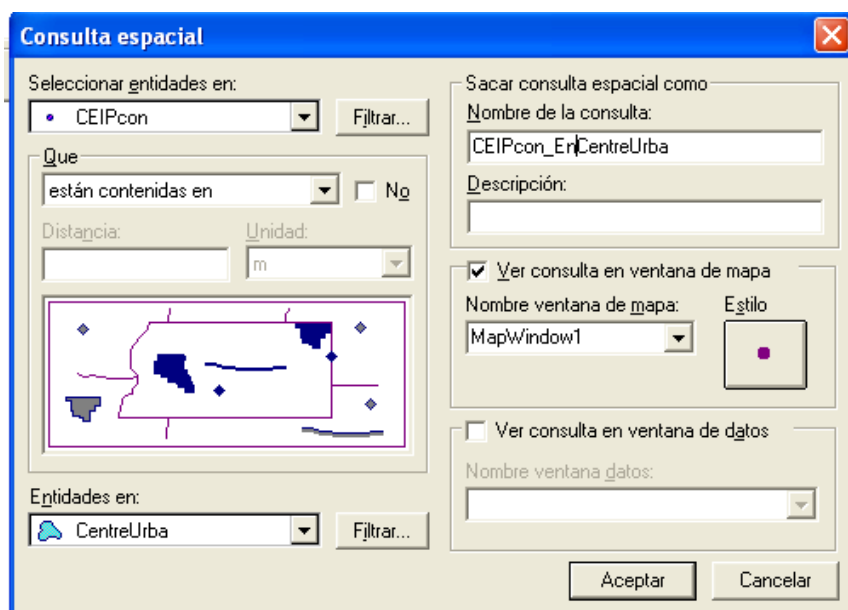 Consulta espacial
Seleccionar entidades en:
CEIPcon
Filtrar...
Que
están contenidas en
No
Distancia:
Unidad:
m
Entidades en:
CentreUrba
Filtrar...
Sacar consulta espacial como
Nombre de la consulta:
CEIPcon_EnCentreUrba
Descripción:
Ver consulta en ventana de mapa
Nombre ventana de mapa:
Estilo
MapWindow1
Ver consulta en ventana de datos
Nombre ventana datos:
Aceptar
Cancelar